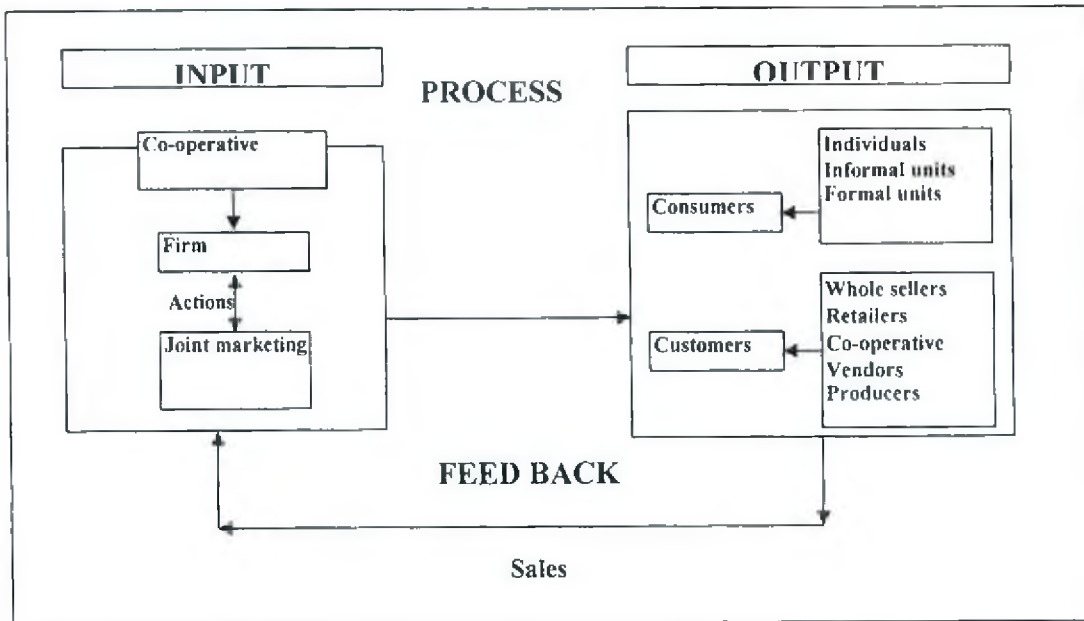 INPUT
PROCESS
OUTPUT
Co-operative
Firm
Actions
Joint marketing
Consumers
Individuals
Informal units
Formal units
Customers
Whole sellers
Retailers
Co-operative
Vendors
Producers
FEED BACK
Sales